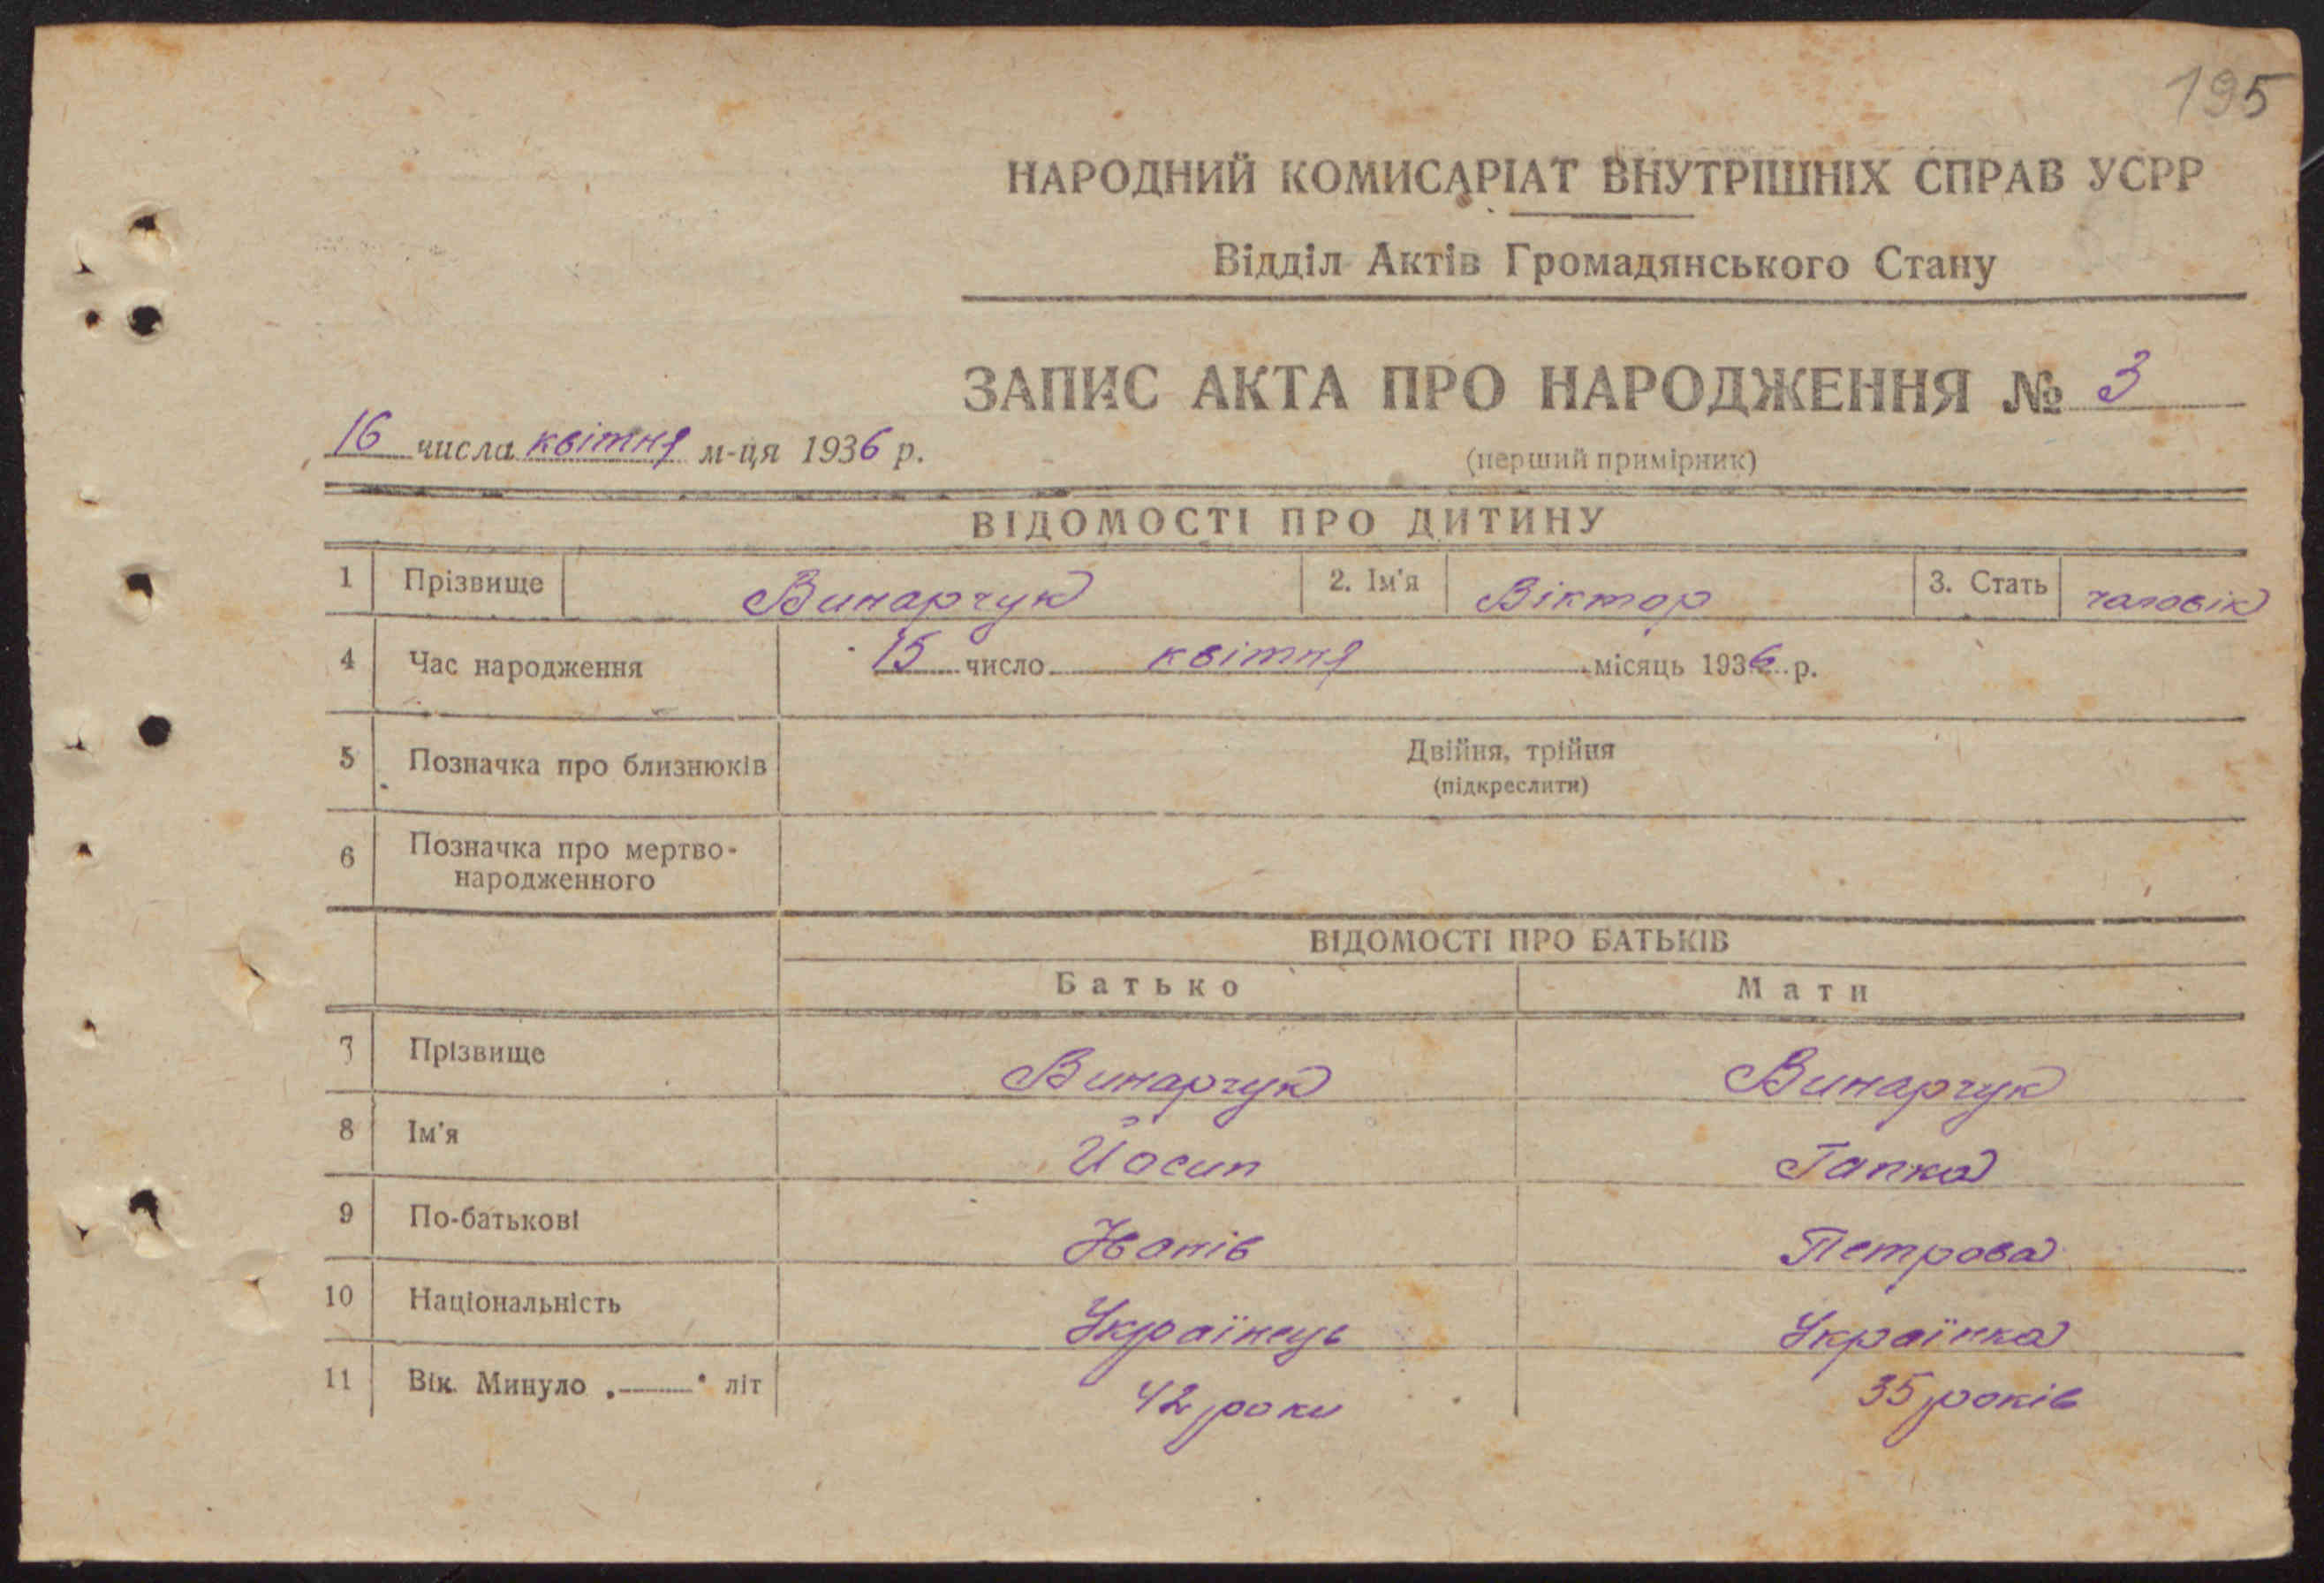 195
НАРОДНИЙ КОМИСАРІАТ ВНУТРІШНІХ СПРАВ УСРР
Відділ Актів Громадянського Стану
ЗАПИС АКТА ПРО НАРОДЖЕННЯ № 3
16 числа квітня м-ця 1936 р.
(перший примірник)
ВІДОМОСТІ ПРО ДИТИНУ
1 Прізвище Винарчук 2. Ім'я Віктор 3. Стать чаловік
4 Час народження 15 число квітня місяць 1936 р.
5 Позначка про близнюків Двійня, трійня
(підкреслити)
6 Позначка про мертво-
народженного
ВІДОМОСТІ ПРО БАТЬКІВ
Батько Мати
7 Прізвище Винарчук Винарчук
8 Ім'я Йосип Гапка
9 По-батькові Іванів Петрова
10 Національність Українець Українка
11 Вік. Минуло „——" літ 42 роки 35 років